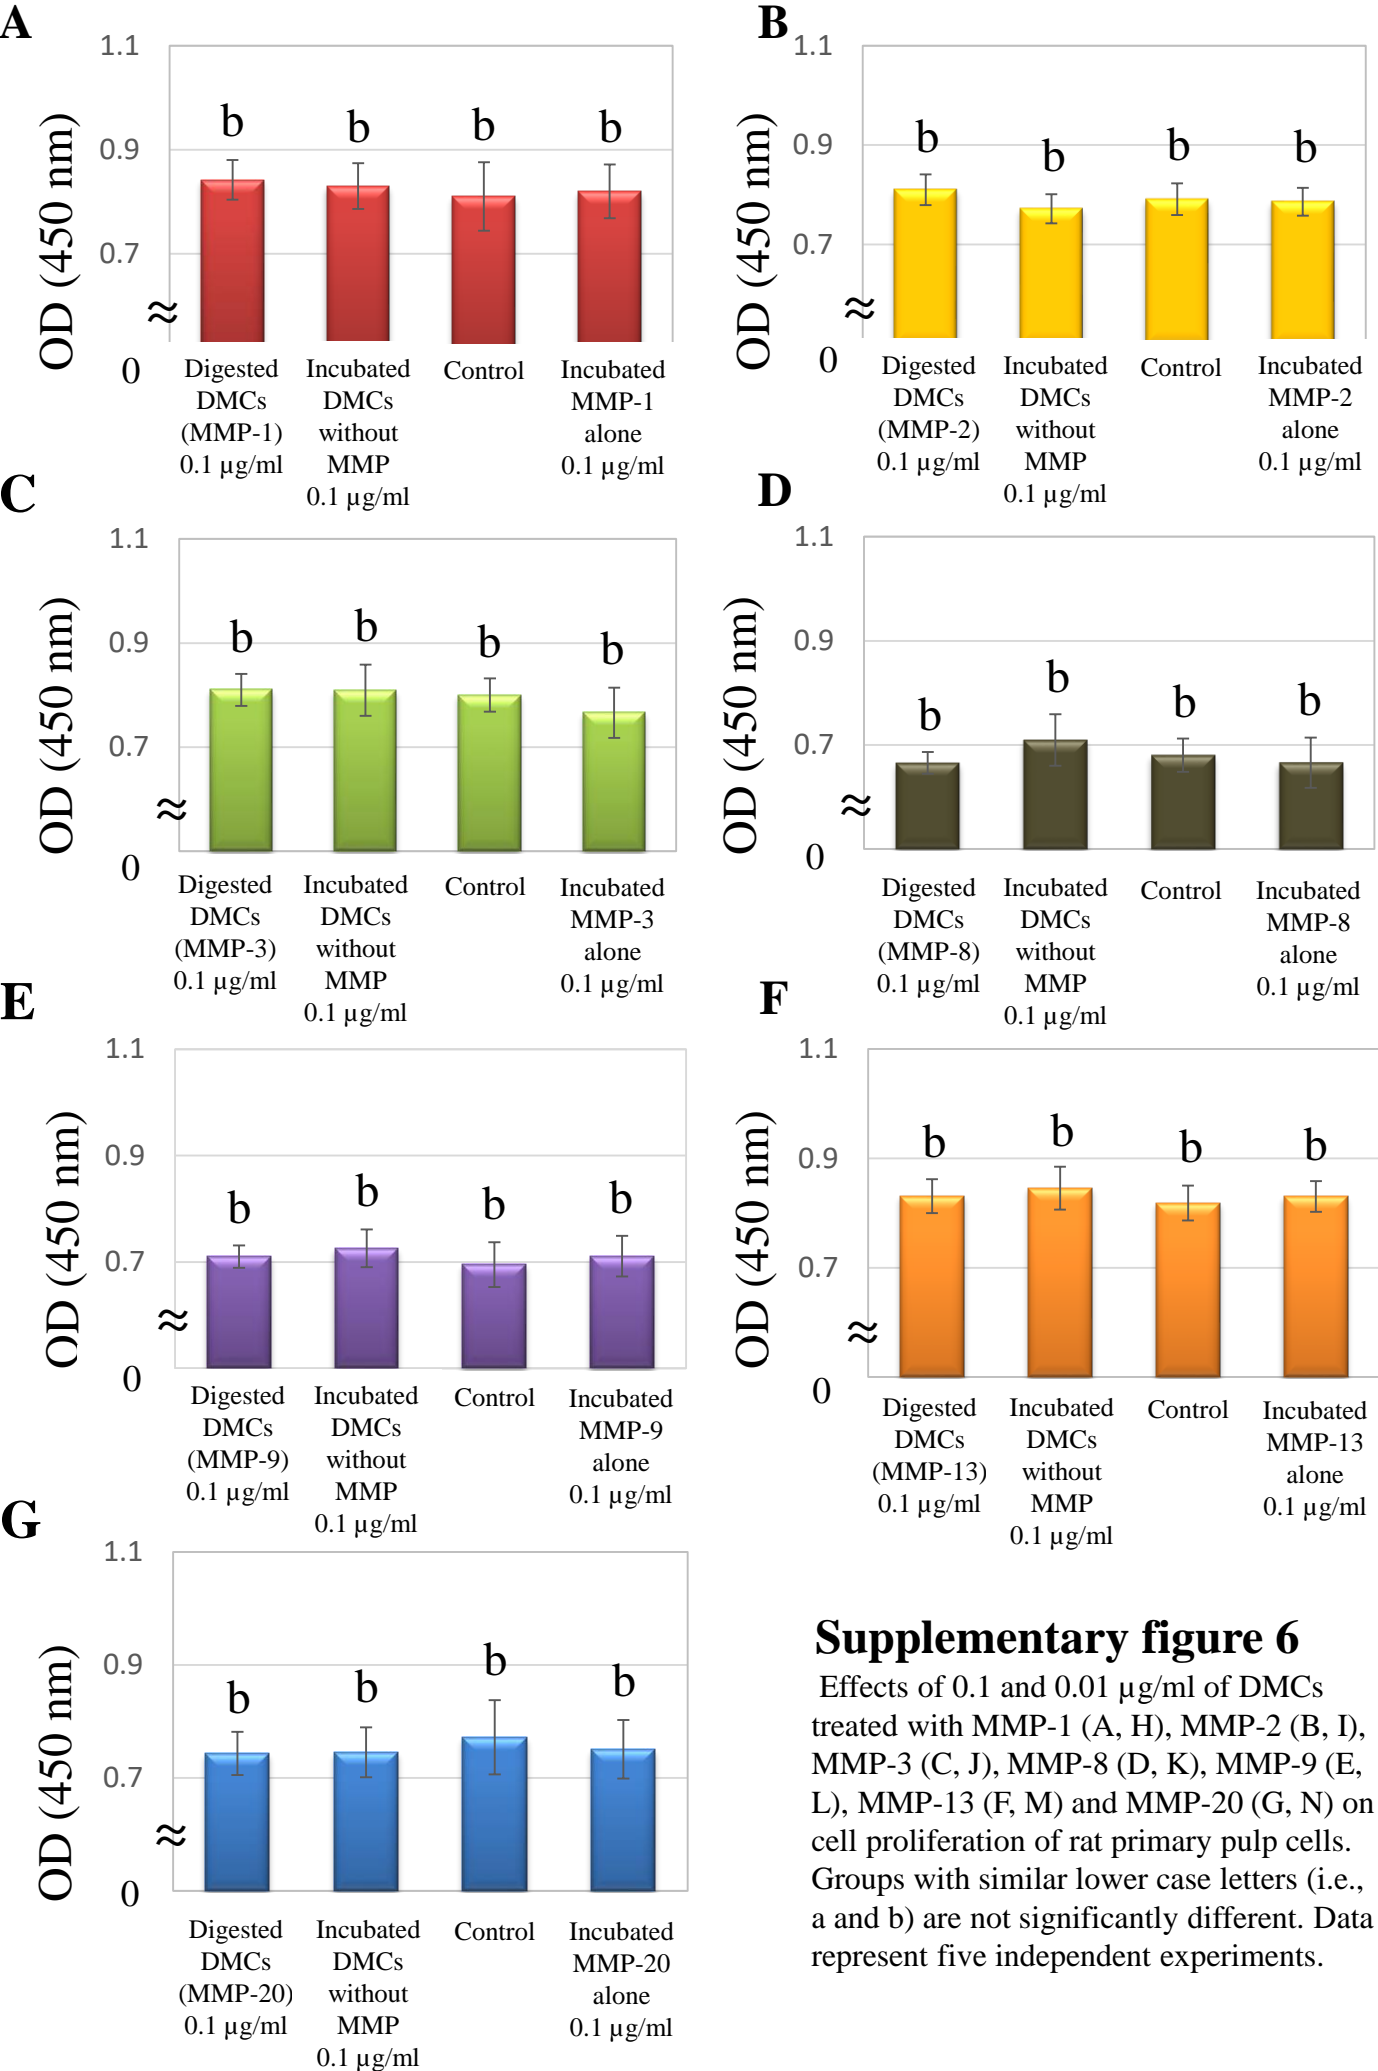 A
OD (450 nm)
1.1
0.9
0.7
≈
0
b b b b
Digested
DMCs
(MMP-1)
0.1 µg/ml
Incubated
DMCs
without
MMP
0.1 µg/ml
Control
Incubated
MMP-1
alone
0.1 µg/ml
B
OD (450 nm)
1.1
0.9
0.7
≈
0
b b b b
Digested
DMCs
(MMP-2)
0.1 µg/ml
Incubated
DMCs
without
MMP
0.1 µg/ml
Control
Incubated
MMP-2
alone
0.1 µg/ml
C
OD (450 nm)
1.1
0.9
0.7
≈
0
b b b b
Digested
DMCs
(MMP-3)
0.1 µg/ml
Incubated
DMCs
without
MMP
0.1 µg/ml
Control
Incubated
MMP-3
alone
0.1 µg/ml
D
OD (450 nm)
1.1
0.9
0.7
≈
0
b b b b
Digested
DMCs
(MMP-8)
0.1 µg/ml
Incubated
DMCs
without
MMP
0.1 µg/ml
Control
Incubated
MMP-8
alone
0.1 µg/ml
E
OD (450 nm)
1.1
0.9
0.7
≈
0
b b b b
Digested
DMCs
(MMP-9)
0.1 µg/ml
Incubated
DMCs
without
MMP
0.1 µg/ml
Control
Incubated
MMP-9
alone
0.1 µg/ml
F
OD (450 nm)
1.1
0.9
0.7
≈
0
b b b b
Digested
DMCs
(MMP-13)
0.1 µg/ml
Incubated
DMCs
without
MMP
0.1 µg/ml
Control
Incubated
MMP-13
alone
0.1 µg/ml
G
OD (450 nm)
1.1
0.9
0.7
≈
0
b b b b
Digested
DMCs
(MMP-20)
0.1 µg/ml
Incubated
DMCs
without
MMP
0.1 µg/ml
Control
Incubated
MMP-20
alone
0.1 µg/ml
Supplementary figure 6
Effects of 0.1 and 0.01 µg/ml of DMCs
treated with MMP-1 (A, H), MMP-2 (B, I),
MMP-3 (C, J), MMP-8 (D, K), MMP-9 (E,
L), MMP-13 (F, M) and MMP-20 (G, N) on
cell proliferation of rat primary pulp cells.
Groups with similar lower case letters (i.e.,
a and b) are not significantly different. Data
represent five independent experiments.